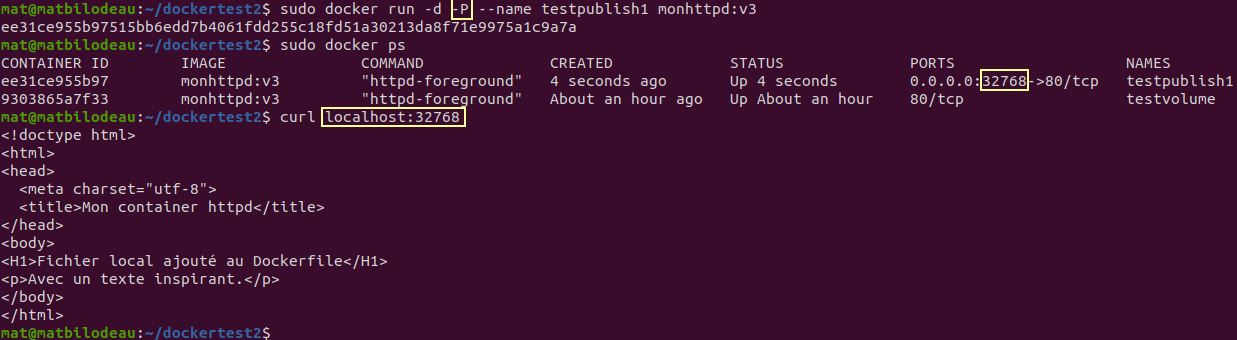 mat@matbilodeau:~/dockertest2$ sudo docker run -d -P --name testpublish1 monhttpd:v3
ee31ce955b97515bb6edd7b4061fdd255c18fd51a30213da8f71e9975a1c9a7a
mat@matbilodeau:~/dockertest2$ sudo docker ps
CONTAINER ID        IMAGE               COMMAND              CREATED             STATUS              PORTS                   NAMES
ee31ce955b97        monhttpd:v3         "httpd-foreground"   4 seconds ago       Up 4 seconds        0.0.0.0:32768->80/tcp   testpublish1
9303865a7f33        monhttpd:v3         "httpd-foreground"   About an hour ago   Up About an hour    80/tcp                  testvolume
mat@matbilodeau:~/dockertest2$ curl localhost:32768
<!doctype html>
<html>
<head>
  <meta charset="utf-8">
  <title>Mon container httpd</title>
</head>
<body>
<H1>Fichier local ajouté au Dockerfile</H1>
<p>Avec un texte inspirant.</p>
</body>
</html>
mat@matbilodeau:~/dockertest2$